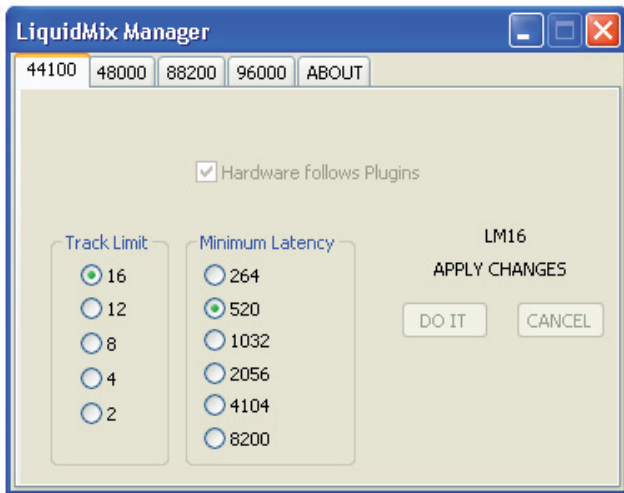 LiquidMix Manager
44100 48000 88200 96000 ABOUT
Hardware follows Plugins
Track Limit
16
12
8
4
2
Minimum Latency
264
520
1032
2056
4104
8200
LM16
APPLY CHANGES
DO IT CANCEL